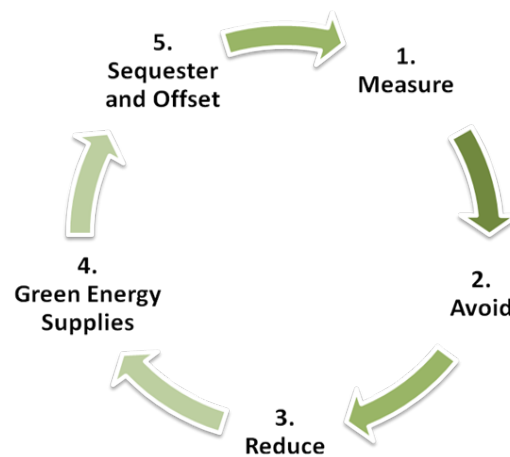 1.
Measure
2.
Avoid
3.
Reduce
4.
Green Energy
Supplies
5.
Sequester
and Offset